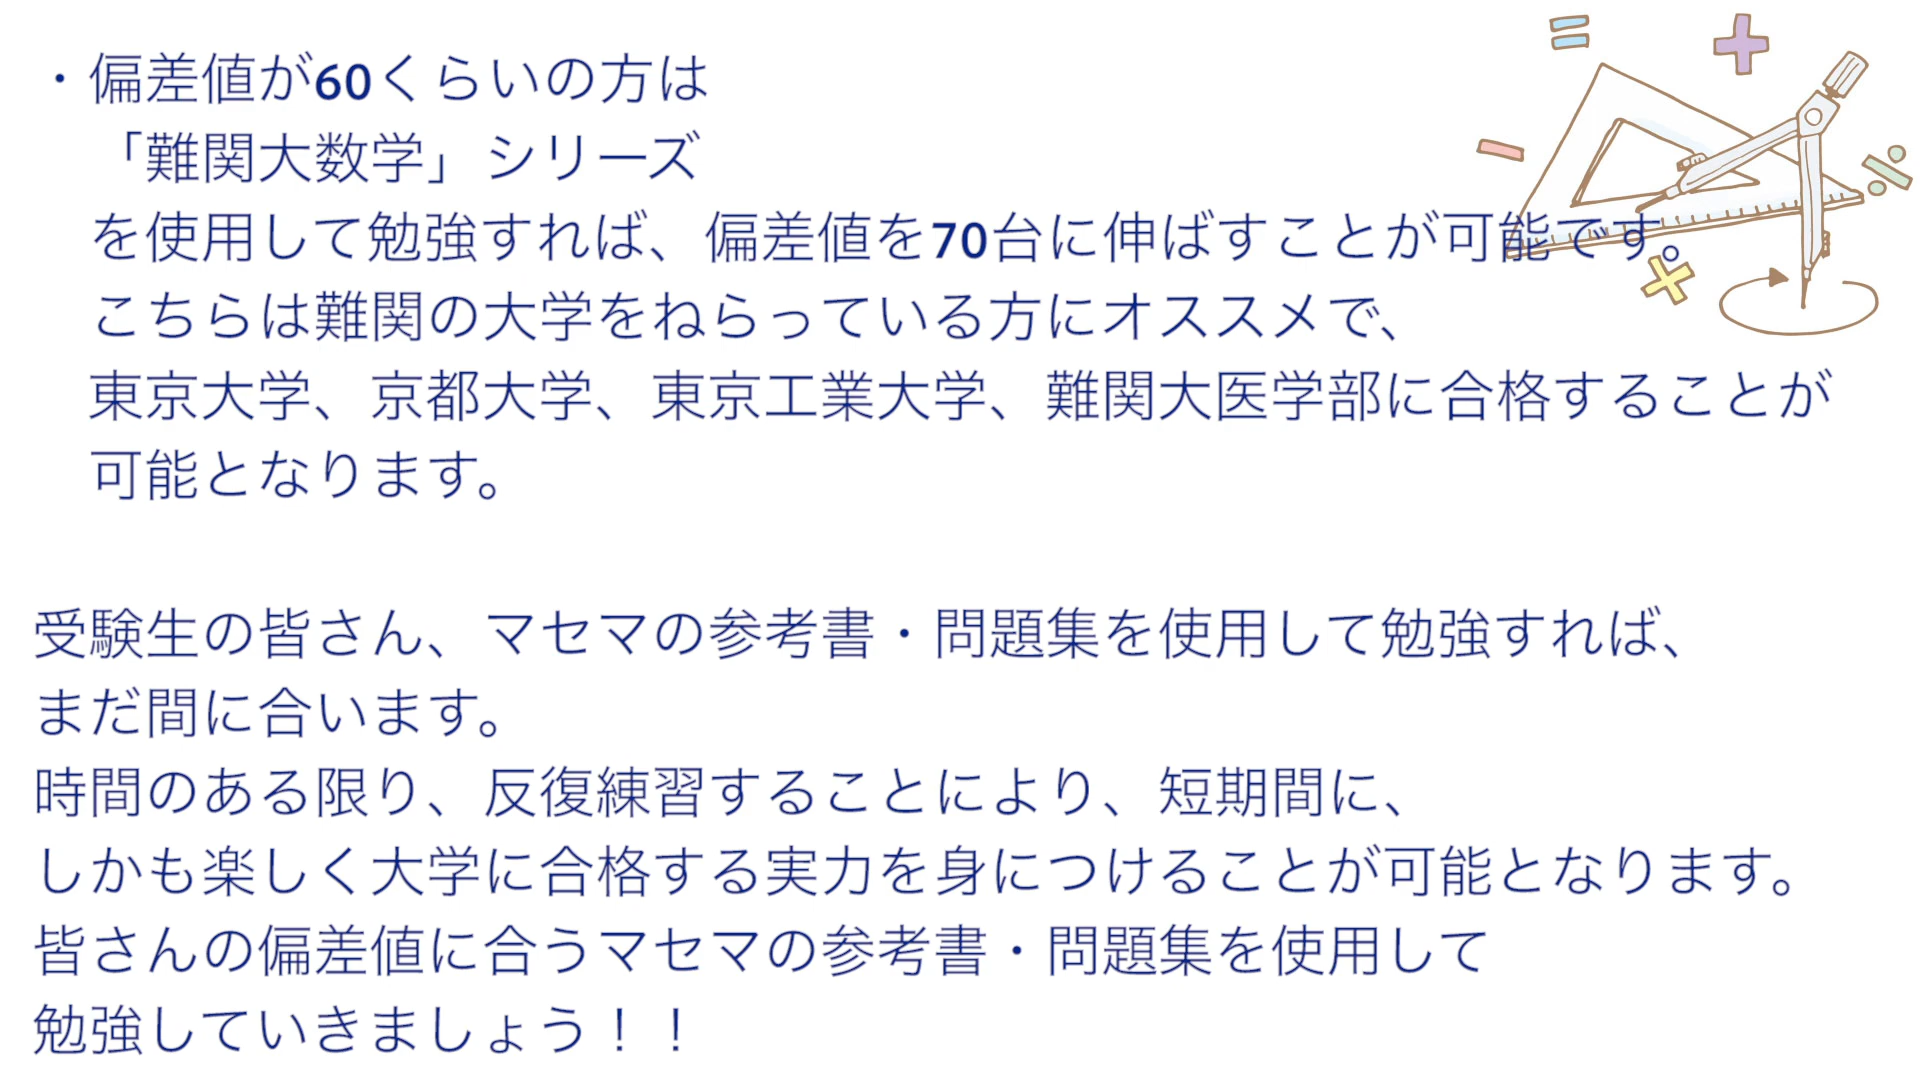 ・偏差値が60くらいの方は
「難関大数学」シリーズ
を使用して勉強すれば、偏差値を70台に伸ばすことが可能です。
こちらは難関の大学をねらっている方にオススメで、
東京大学、京都大学、東京工業大学、難関大医学部に合格することが
可能となります。
受験生の皆さん、マセマの参考書・問題集を使用して勉強すれば、
まだ間に合います。
時間のある限り、反復練習することにより、短期間に、
しかも楽しく大学に合格する実力を身につけることが可能となります。
皆さんの偏差値に合うマセマの参考書・問題集を使用して
勉強していきましょう！！